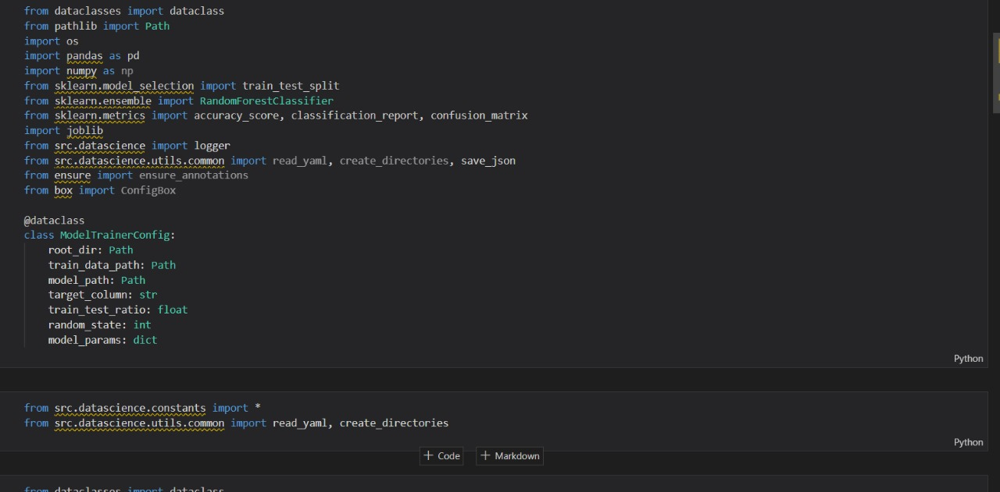 from dataclasses import dataclass
from pathlib import Path
import os
import pandas as pd
import numpy as np
from sklearn.model_selection import train_test_split
from sklearn.ensemble import RandomForestClassifier
from sklearn.metrics import accuracy_score, classification_report, confusion_matrix
import joblib
from src.datascience import logger
from src.datascience.utils.common import read_yaml, create_directories, save_json
from ensure import ensure_annotations
from box import ConfigBox
@dataclass
class ModelTrainerConfig:
    root_dir: Path
    train_data_path: Path
    model_path: Path
    target_column: str
    train_test_ratio: float
    random_state: int
    model_params: dict
Python
from src.datascience.constants import *
from src.datascience.utils.common import read_yaml, create_directories
Python
+ Code + Markdown
from dataclasses import dataclass